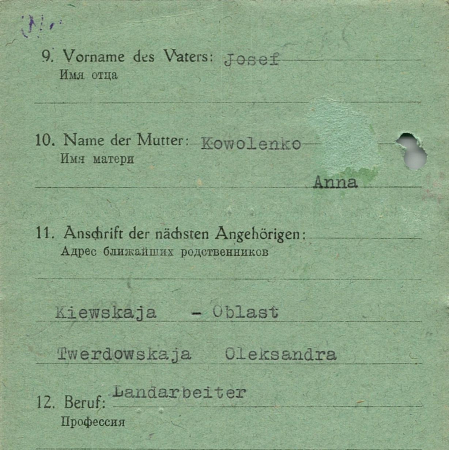 9. Vorname des Vaters: Josef
Имя отца
10. Name der Mutter: Kowolenko
Имя матери
Anna
11. Anschrift der nächsten Angehörigen:
Адрес ближайших родственников
Kiewskaja - Oblast
Twerdowskaja Oleksandra
Landarbeiter
12. Beruf:
Профессия